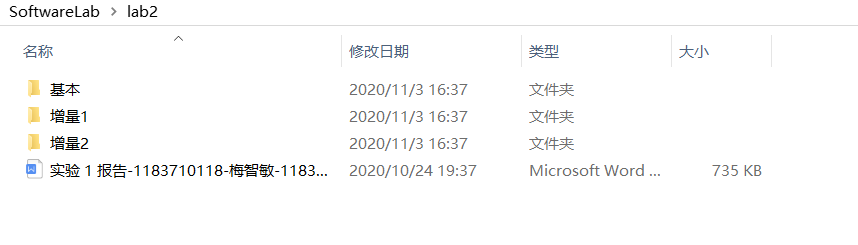 SoftwareLab > lab2
名称 修改日期 类型 大小
基本 2020/11/3 16:37 文件夹
增量1 2020/11/3 16:37 文件夹
增量2 2020/11/3 16:37 文件夹
实验 1 报告-1183710118-梅智敏-1183... 2020/10/24 19:37 Microsoft Word ... 735 KB